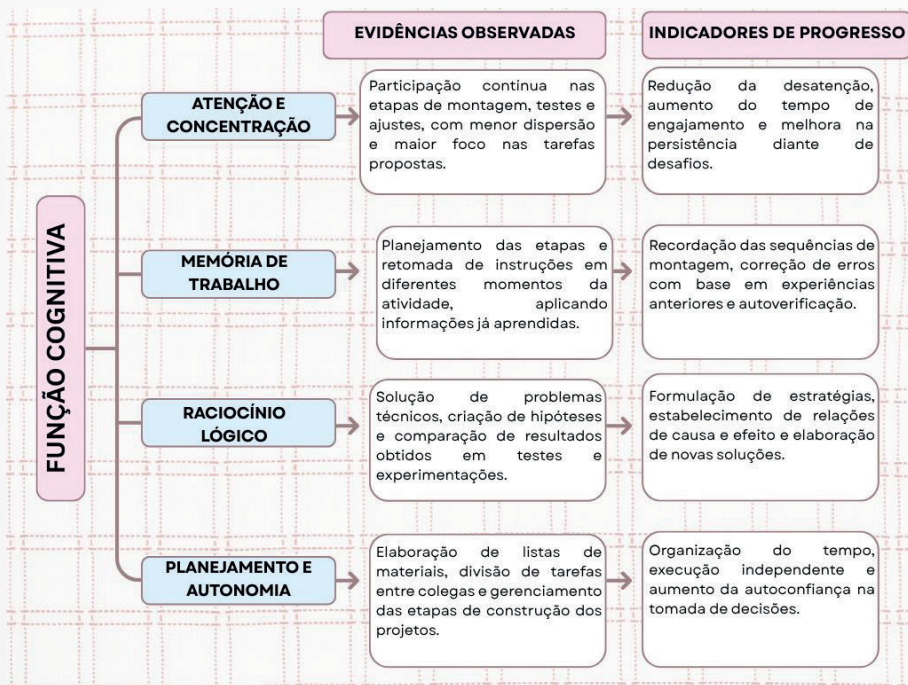 EVIDÊNCIAS OBSERVADAS
INDICADORES DE PROGRESSO
FUNÇÃO COGNITIVA
ATENÇÃO E
CONCENTRAÇÃO
Participação contínua nas
etapas de montagem, testes e
ajustes, com menor dispersão
e maior foco nas tarefas
propostas.
Redução da desatenção,
aumento do tempo de
engajamento e melhora na
persistência diante de
desafios.
MEMÓRIA DE
TRABALHO
Planejamento das etapas e
retomada de instruções em
diferentes momentos da
atividade, aplicando
informações já aprendidas.
Recordação das sequências de
montagem, correção de erros
com base em experiências
anteriores e autoverificação.
RACIOCÍNIO
LÓGICO
Solução de problemas
técnicos, criação de hipóteses
e comparação de resultados
obtidos em testes e
experimentações.
Formulação de estratégias,
estabelecimento de relações
de causa e efeito e elaboração
de novas soluções.
PLANEJAMENTO E
AUTONOMIA
Elaboração de listas de
materiais, divisão de tarefas
entre colegas e gerenciamento
das etapas de construção dos
projetos.
Organização do tempo,
execução independente e
aumento da autoconfiança na
tomada de decisões.